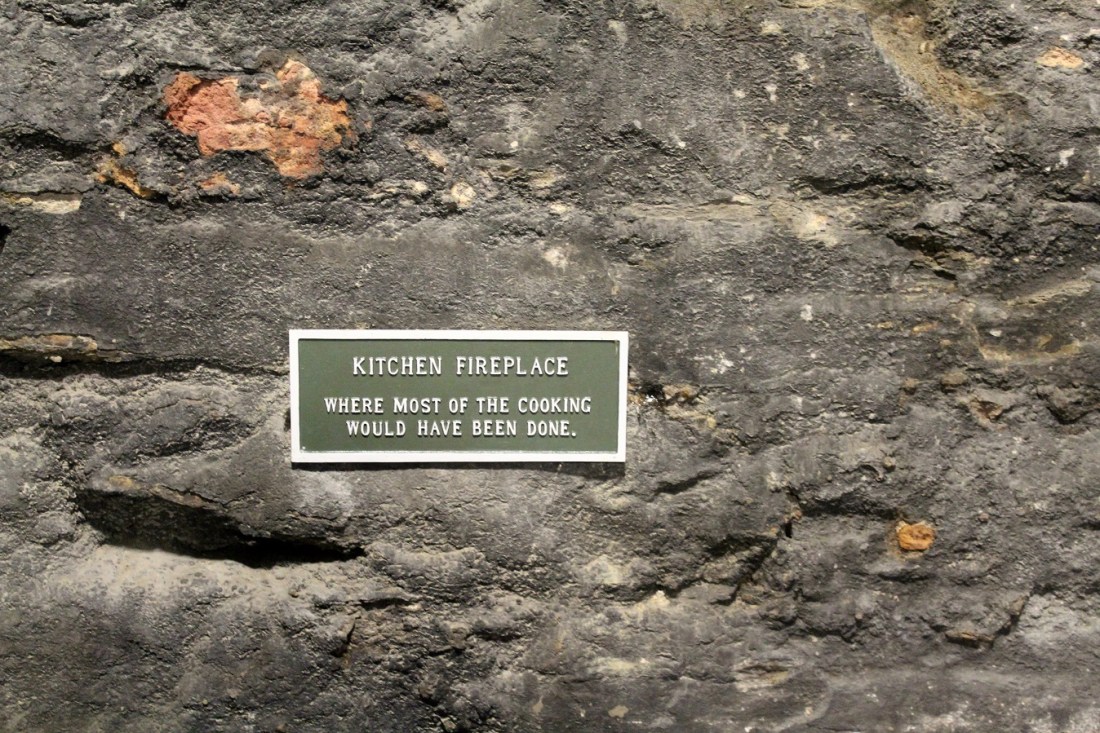 KITCHEN FIREPLACE
WHERE MOST OF THE COOKING
WOULD HAVE BEEN DONE.